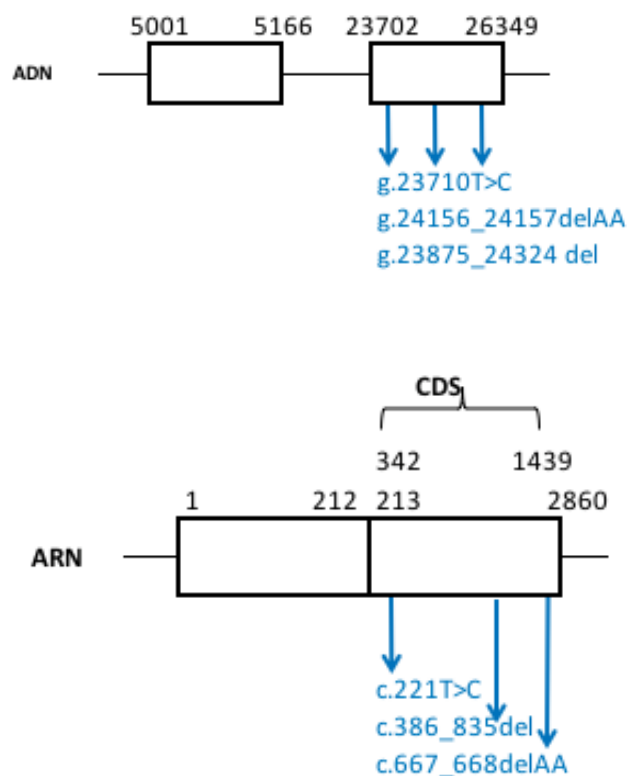 5001 5166 23702 26349
ADN
g.23710T>C
g.24156_24157delAA
g.23875_24324 del
CDS
342 1439
1 212 213 2860
ARN
c.221T>C
c.386_835del
c.667_668delAA